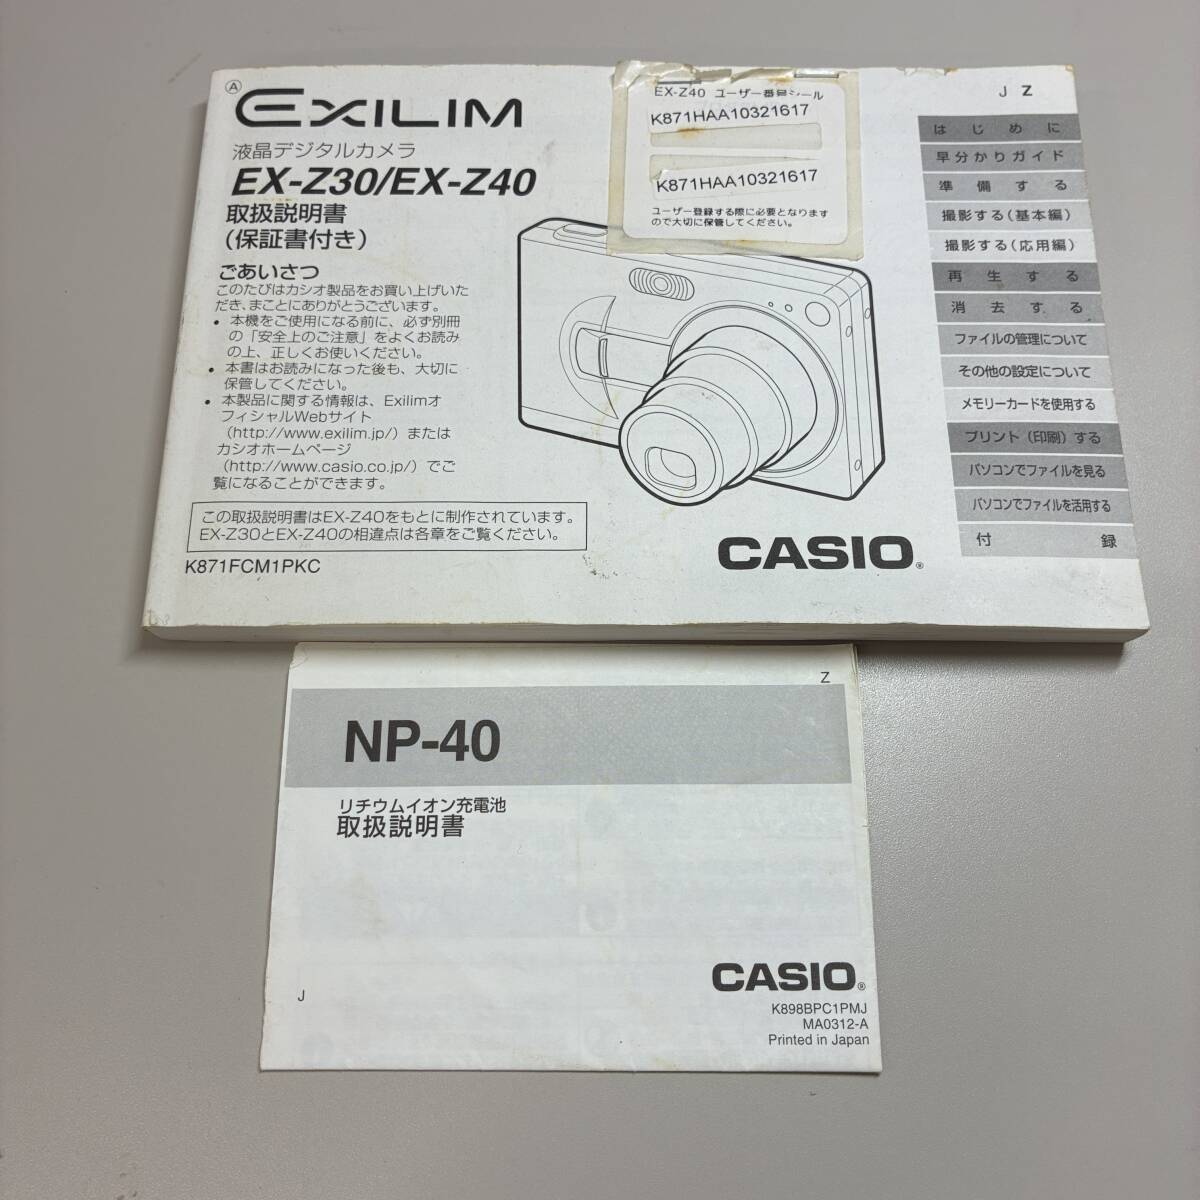 Ⓐ
EXILIM
液晶デジタルカメラ
EX-Z30/EX-Z40
取扱説明書
(保証書付き)
ごあいさつ
このたびはカシオ製品をお買い上げいた
だき、まことにありがとうございます。
• 本機をご使用になる前に、必ず別冊
の「安全上のご注意」をよくお読み
の上、正しくお使いください。
• 本書はお読みになった後も、大切に
保管してください。
• 本製品に関する情報は、Exilimオ
フィシャルWebサイト
(http://www.exilim.jp/) または
カシオホームページ
(http://www.casio.co.jp/) でご
覧になることができます。
この取扱説明書はEX-Z40をもとに制作されています。
EX-Z30とEX-Z40の相違点は各章をご覧ください。
K871FCM1PKC
EX-Z40 ユーザー番号シール
K871HAA10321617
K871HAA10321617
ユーザー登録する際に必要となります
ので大切に保管してください。
J Z
はじめに
早分かりガイド
準備する
撮影する(基本編)
撮影する(応用編)
再生する
消去する
ファイルの管理について
その他の設定について
メモリーカードを使用する
プリント(印刷)する
パソコンでファイルを見る
パソコンでファイルを活用する
付録
CASIO®
Z
NP-40
リチウムイオン充電池
取扱説明書
J
CASIO®
K898BPC1PMJ
MA0312-A
Printed in Japan